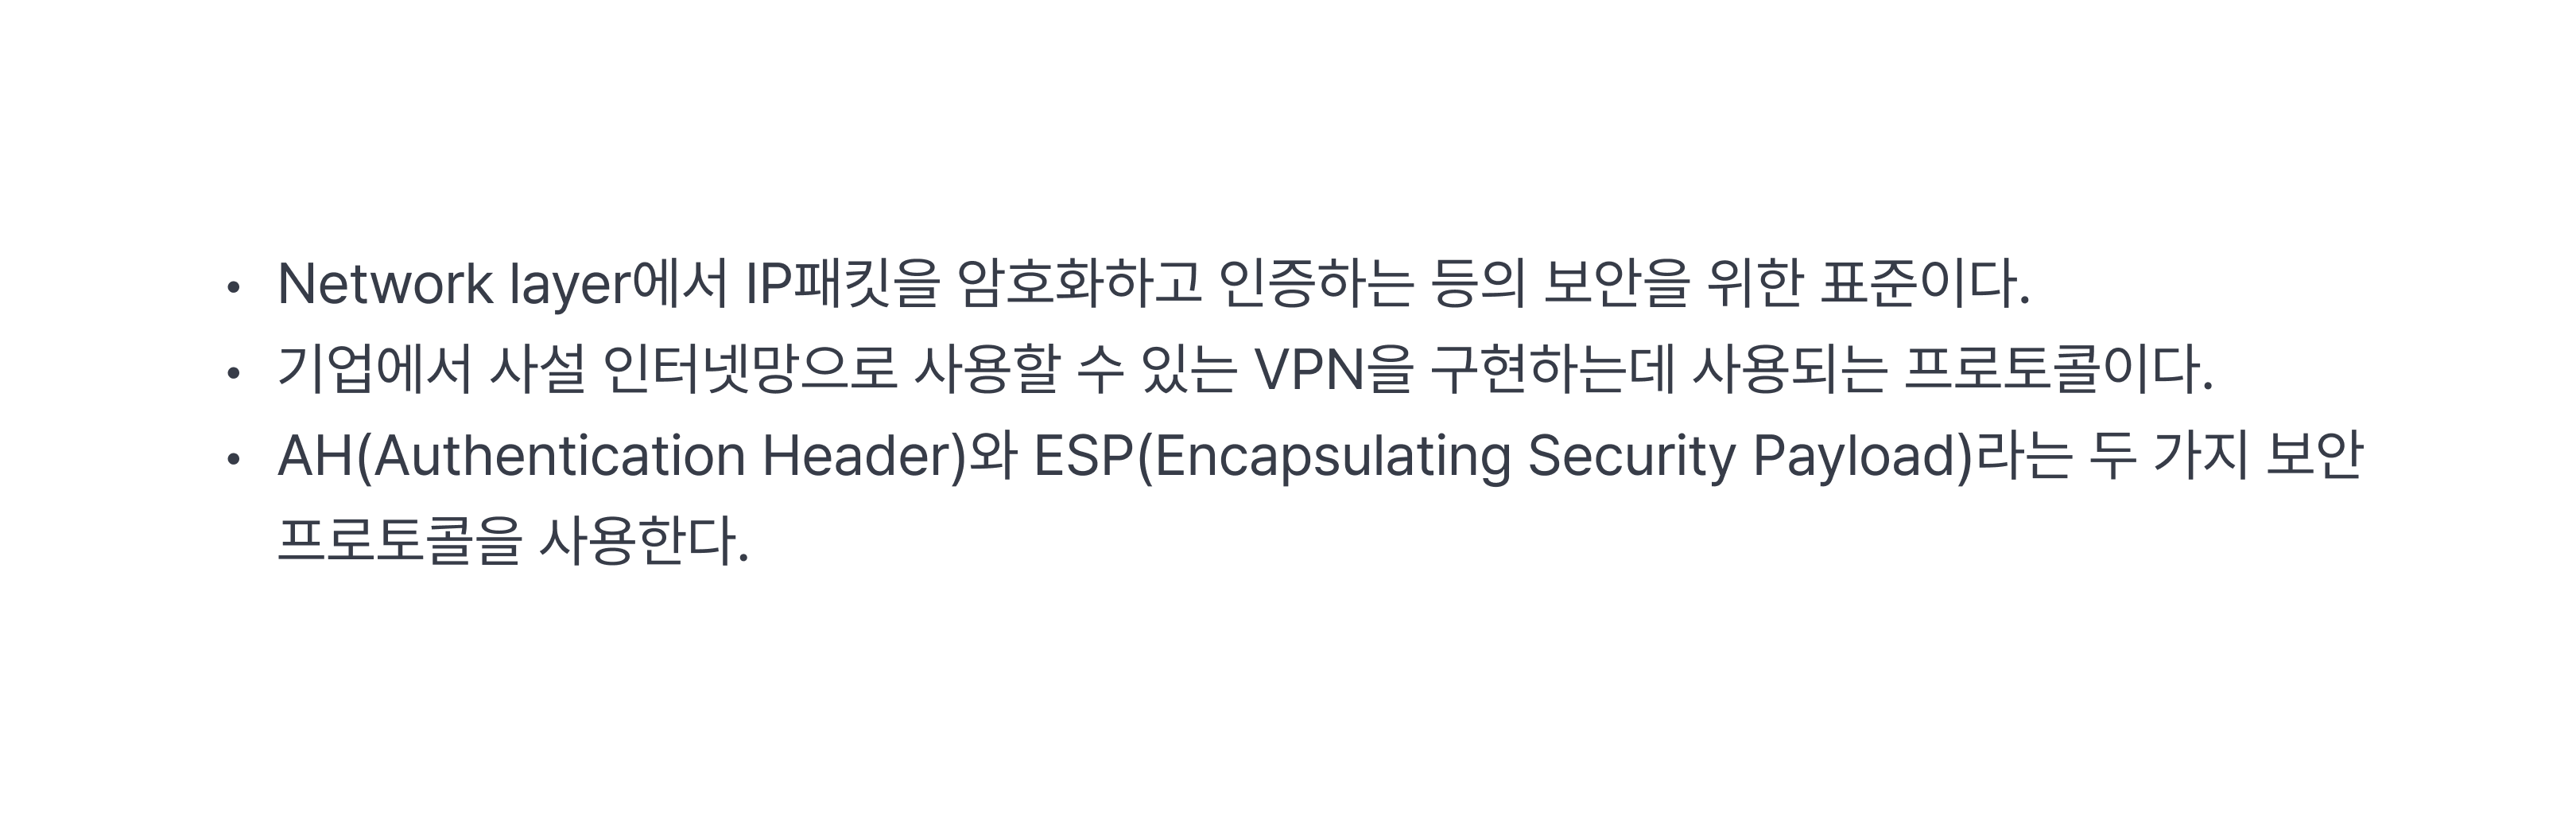 • Network layer에서 IP패킷을 암호화하고 인증하는 등의 보안을 위한 표준이다.
• 기업에서 사설 인터넷망으로 사용할 수 있는 VPN을 구현하는데 사용되는 프로토콜이다.
• AH(Authentication Header)와 ESP(Encapsulating Security Payload)라는 두 가지 보안
프로토콜을 사용한다.